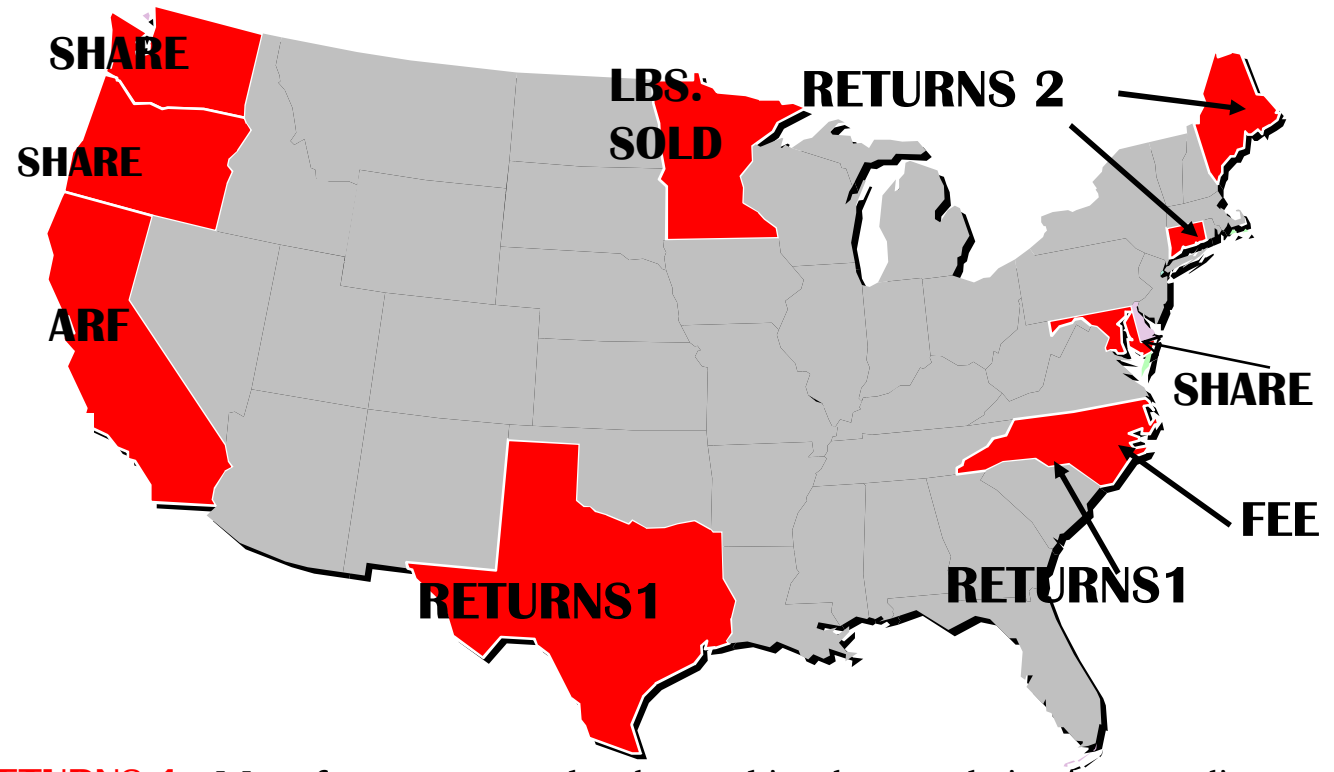 SHARE
SHARE
ARF
LBS.
SOLD
RETURNS 2
SHARE
FEE
RETURNS1
RETURNS1